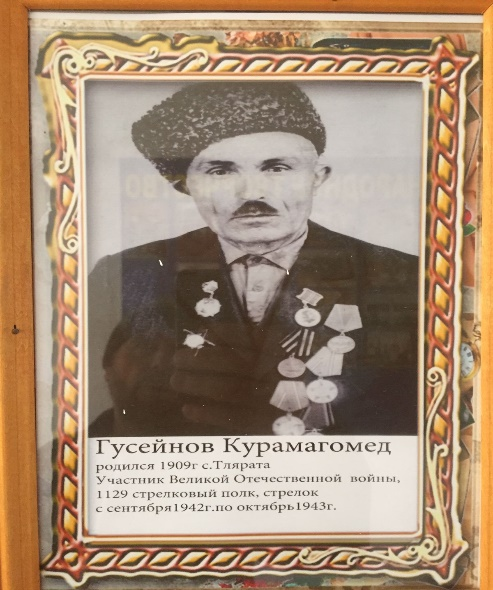 Гусейнов Курамагомед
родился 1909г с.Тлярата
Участник Великой Отечественной войны,
1129 стрелковый полк, стрелок
с сентября1942г.по октябрь1943г.